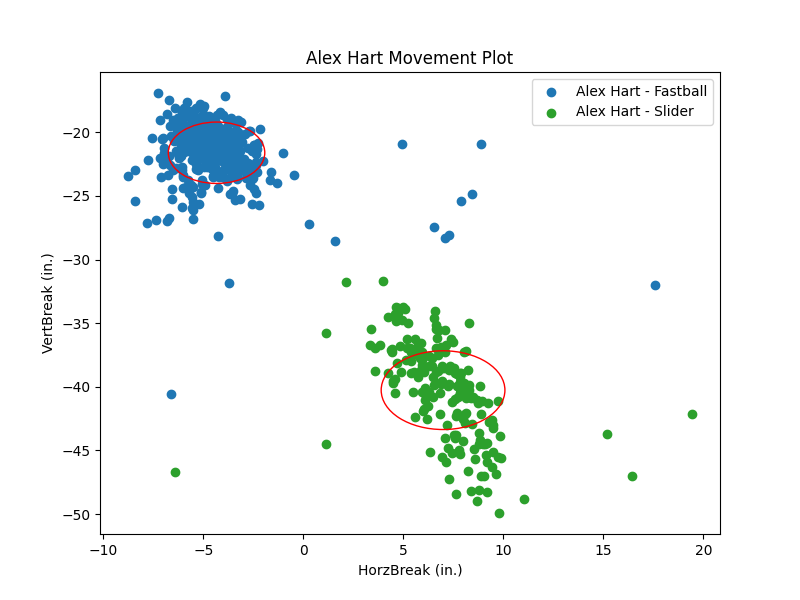 Alex Hart Movement Plot
Alex Hart - Fastball
Alex Hart - Slider
VertBreak (in.)
−20
−25
−30
−35
−40
−45
−50
−10
−5
0
5
10
15
20
HorzBreak (in.)